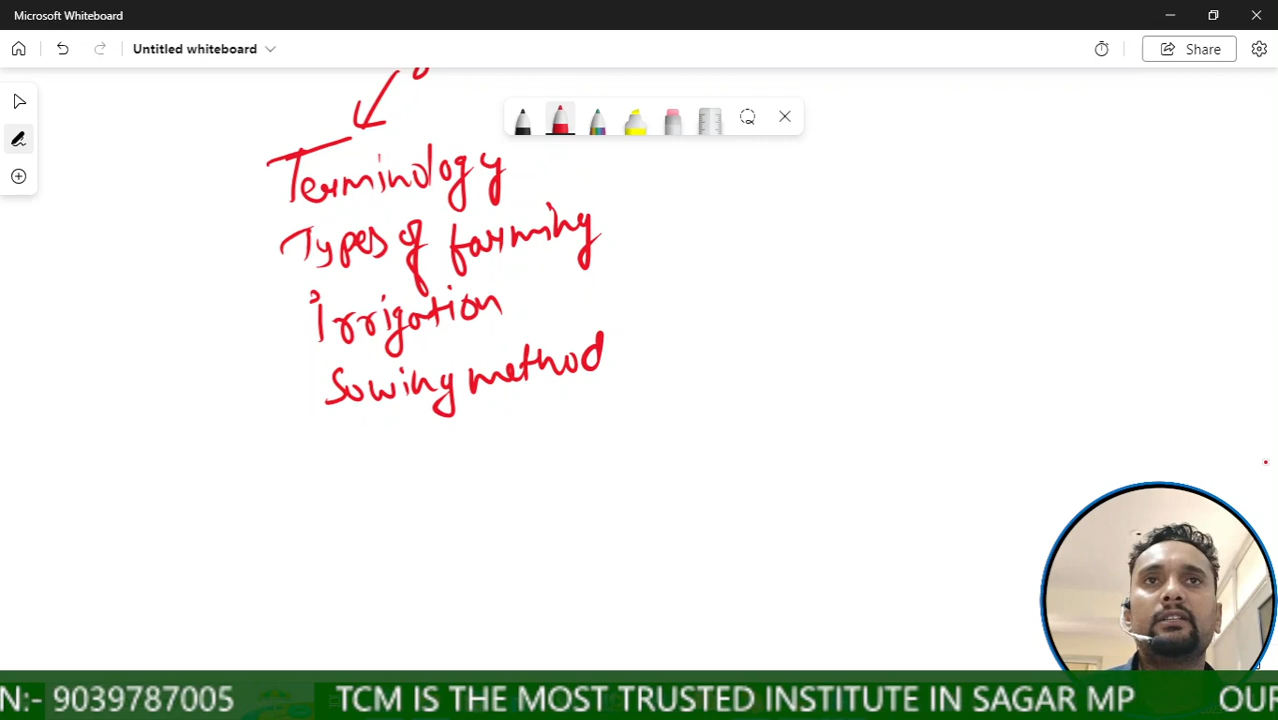 Microsoft Whiteboard
Untitled whiteboard
Share
Terminology
Types of farming
Irrigation
Sowing method
N:- 9039787005 TCM IS THE MOST TRUSTED INSTITUTE IN SAGAR MP OUR